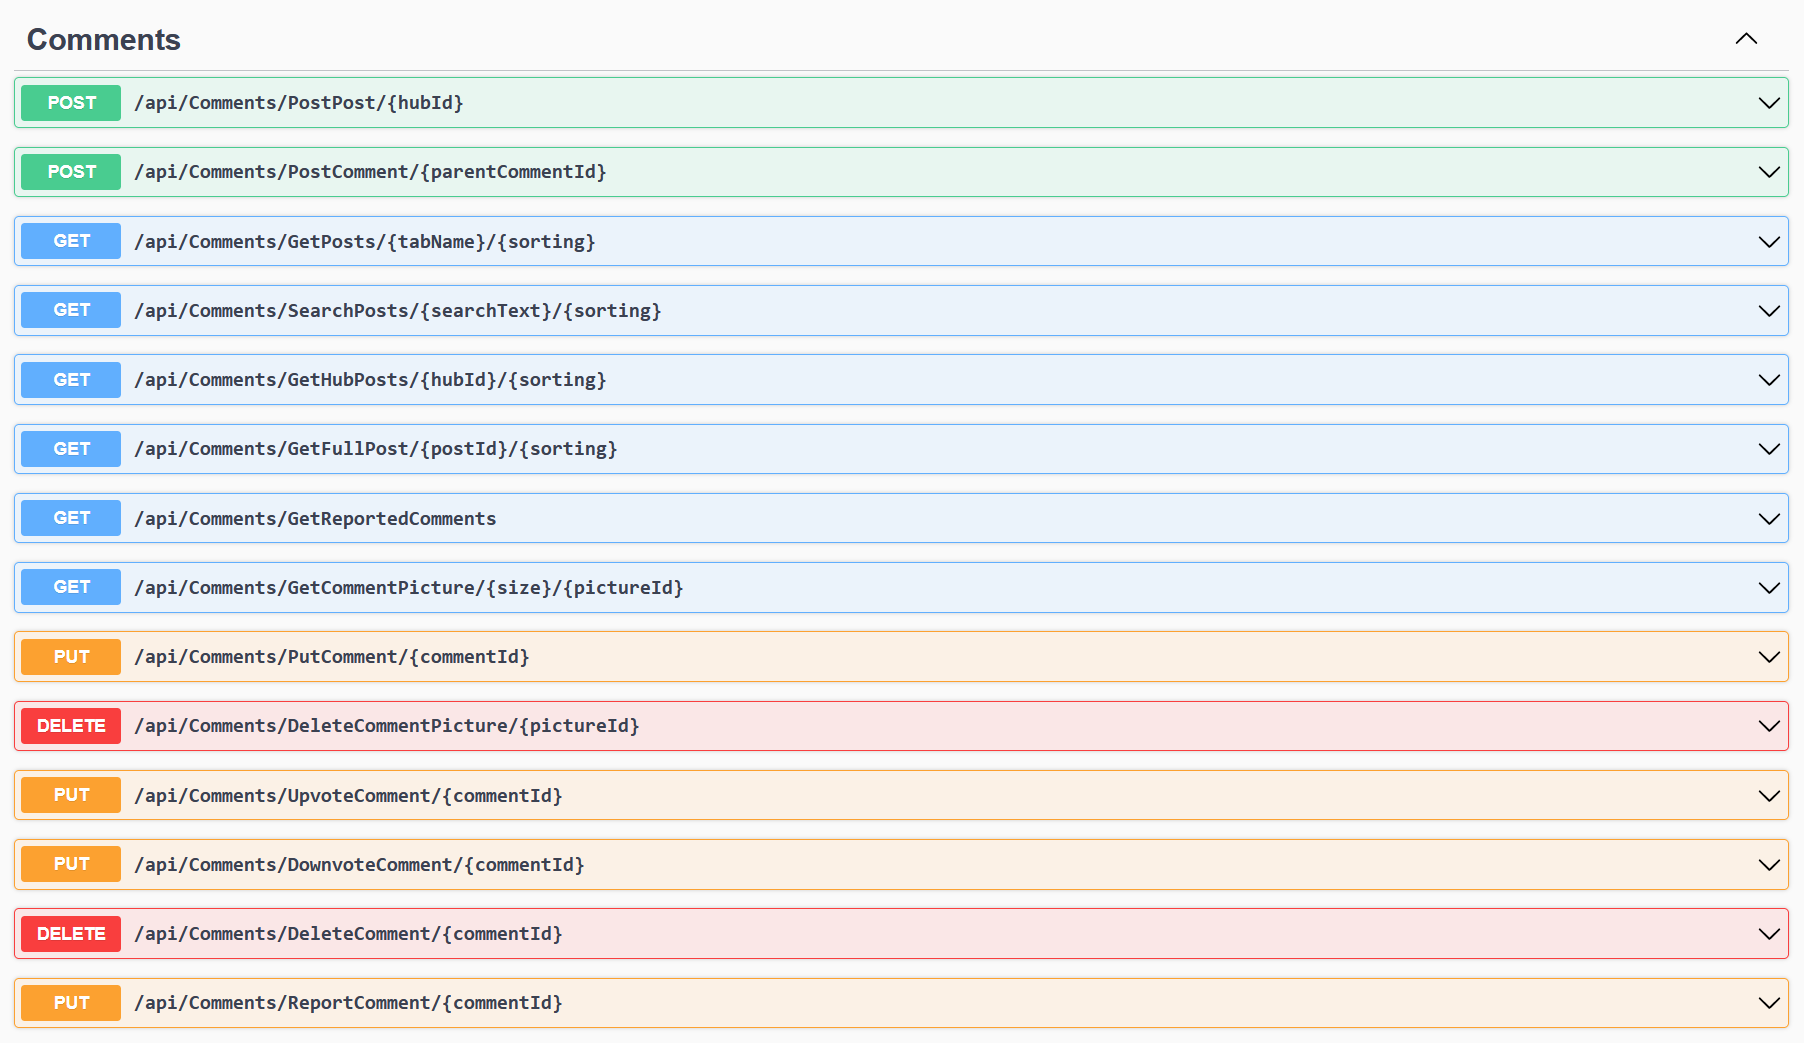 Comments
POST /api/Comments/PostPost/{hubId}
POST /api/Comments/PostComment/{parentCommentId}
GET /api/Comments/GetPosts/{tabName}/{sorting}
GET /api/Comments/SearchPosts/{searchText}/{sorting}
GET /api/Comments/GetHubPosts/{hubId}/{sorting}
GET /api/Comments/GetFullPost/{postId}/{sorting}
GET /api/Comments/GetReportedComments
GET /api/Comments/GetCommentPicture/{size}/{pictureId}
PUT /api/Comments/PutComment/{commentId}
DELETE /api/Comments/DeleteCommentPicture/{pictureId}
PUT /api/Comments/UpvoteComment/{commentId}
PUT /api/Comments/DownvoteComment/{commentId}
DELETE /api/Comments/DeleteComment/{commentId}
PUT /api/Comments/ReportComment/{commentId}